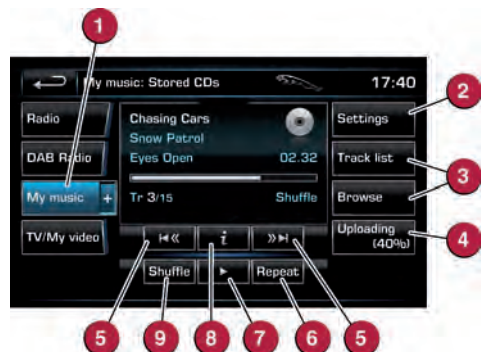 1
My music: Stored CDs
17:40
2
Radio
Chasing Cars
Settings
Snow Patrol
DAB Radio
Eyes Open
02.32
Track list
3
My music
+
Tr 3/15
Shuffle
Browse
TV/My video
i
Uploading
(40%)
4
Shuffle
Repeat
5
9
8
7
6
5